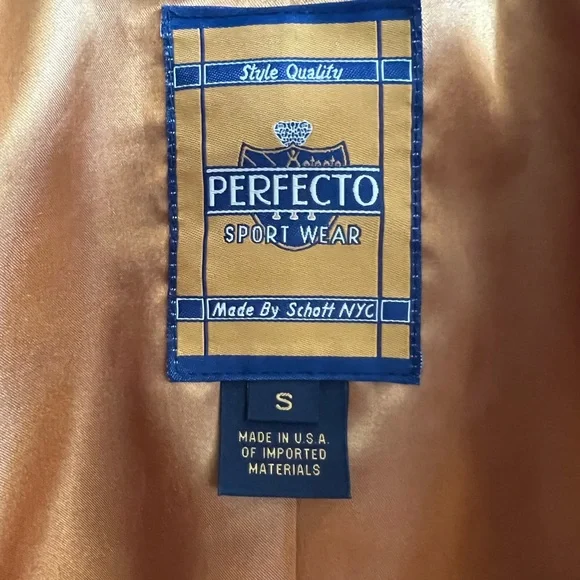 Style Quality
PERFECTO
SPORT WEAR
Made By Schott NYC
S
MADE IN U.S.A.
OF IMPORTED
MATERIALS